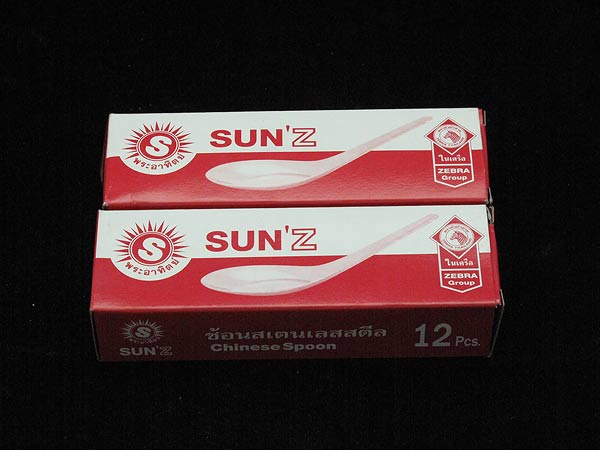 S
พระอาทิตย์
SUN'Z
ในเครือ
ZEBRA
Group
S
พระอาทิตย์
SUN'Z
ในเครือ
ZEBRA
Group
S
SUN'Z
ช้อนสเตนเลสสตีล
Chinese Spoon
12 Pcs.